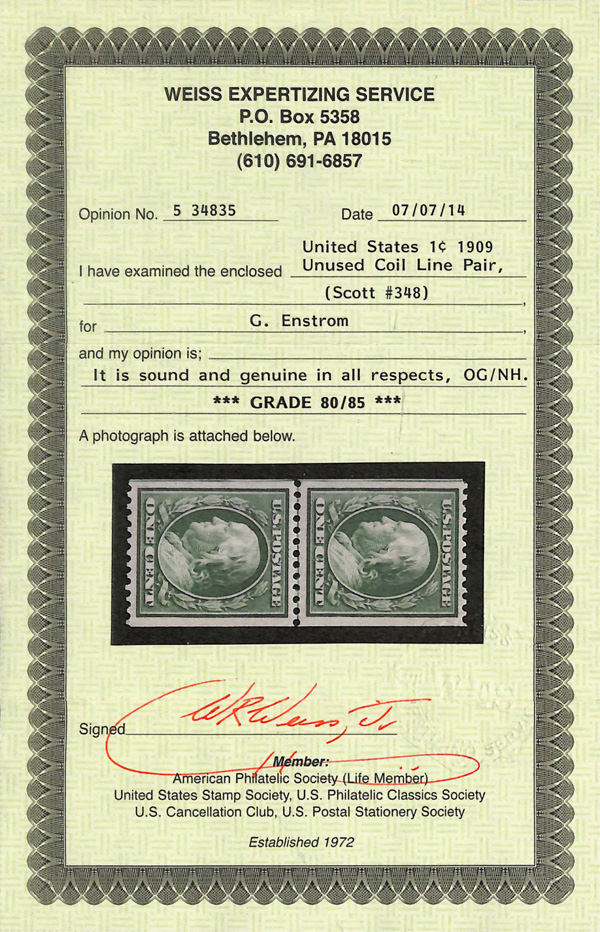 WEISS EXPERTIZING SERVICE
P.O. Box 5358
Bethlehem, PA 18015
(610) 691-6857
Opinion No. 5 34835 Date 07/07/14
United States 1¢ 1909
I have examined the enclosed Unused Coil Line Pair,
(Scott #348) ,
for G. Enstrom ,
and my opinion is;
It is sound and genuine in all respects, OG/NH.
*** GRADE 80/85 ***
A photograph is attached below.
U.S. POSTAGE
ONE CENT
U.S. POSTAGE
ONE CENT
Signed W R Weiss, Jr
Member:
American Philatelic Society (Life Member)
United States Stamp Society, U.S. Philatelic Classics Society
U.S. Cancellation Club, U.S. Postal Stationery Society
Established 1972